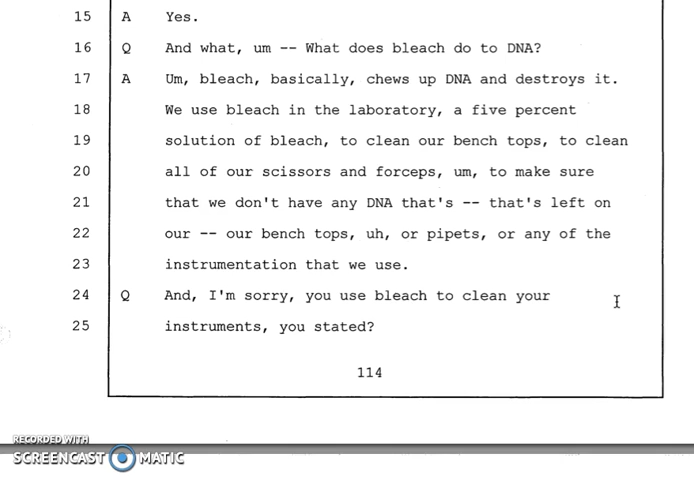 15 A Yes.
16 Q And what, um -- What does bleach do to DNA?
17 A Um, bleach, basically, chews up DNA and destroys it.
18 We use bleach in the laboratory, a five percent
19 solution of bleach, to clean our bench tops, to clean
20 all of our scissors and forceps, um, to make sure
21 that we don't have any DNA that's -- that's left on
22 our -- our bench tops, uh, or pipets, or any of the
23 instrumentation that we use.
24 Q And, I'm sorry, you use bleach to clean your
25 instruments, you stated?
114
RECORDED WITH
SCREENCAST MATIC